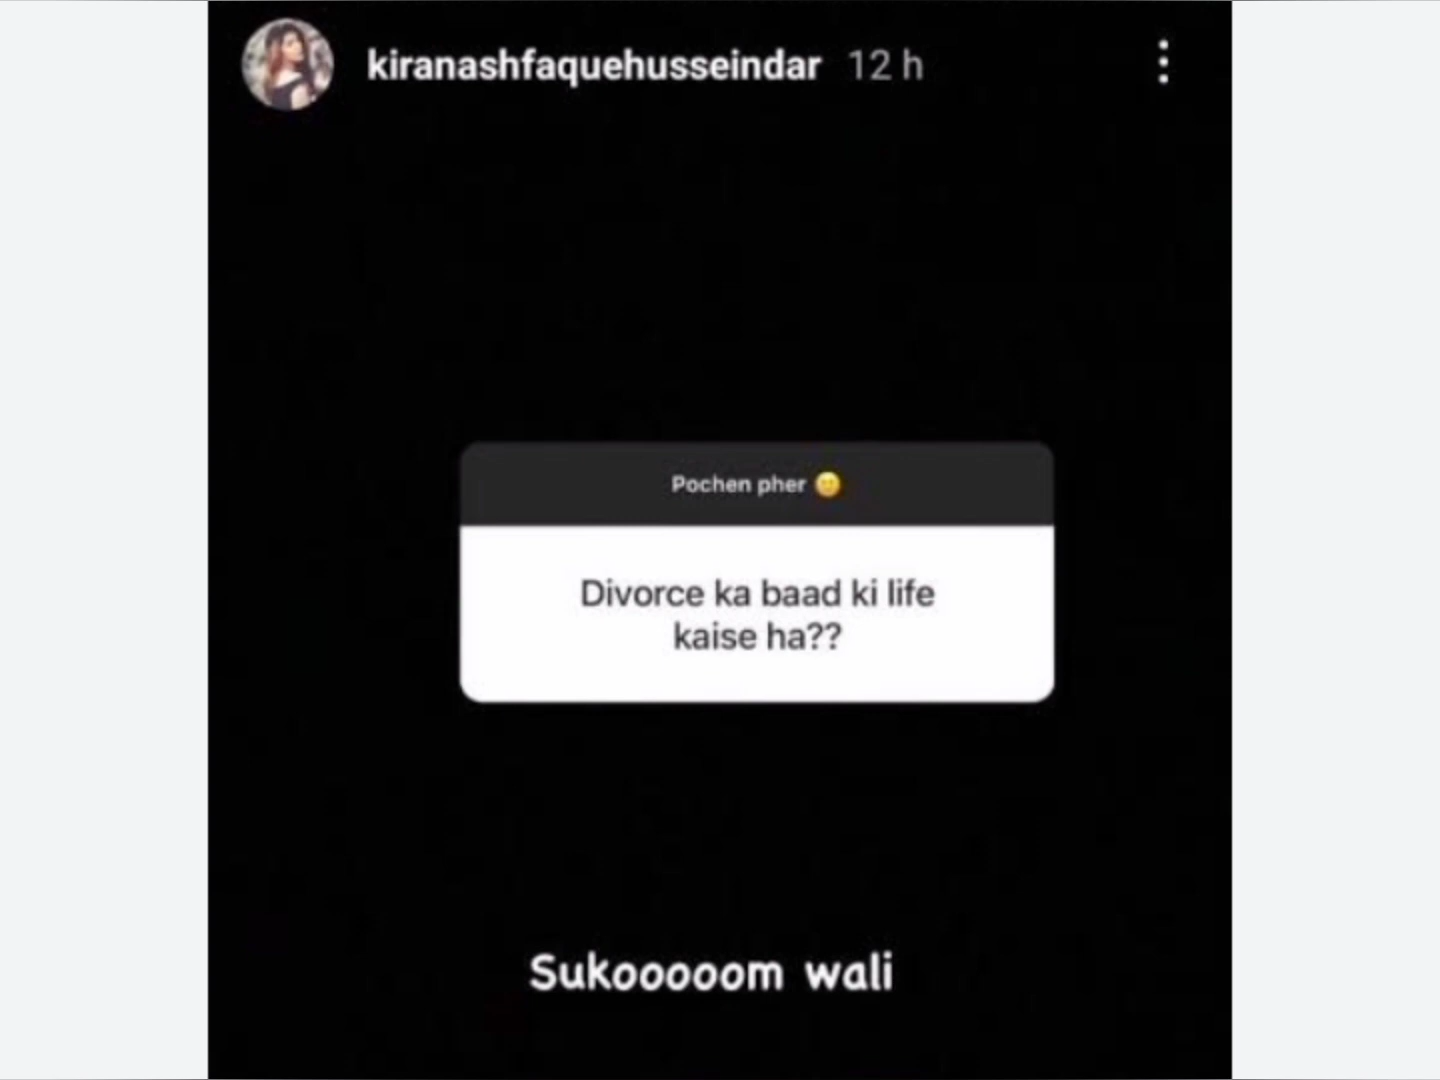 kiranashfaquehusseindar 12 h
Pochen pher 🙂
Divorce ka baad ki life
kaise ha??
Sukooooom wali